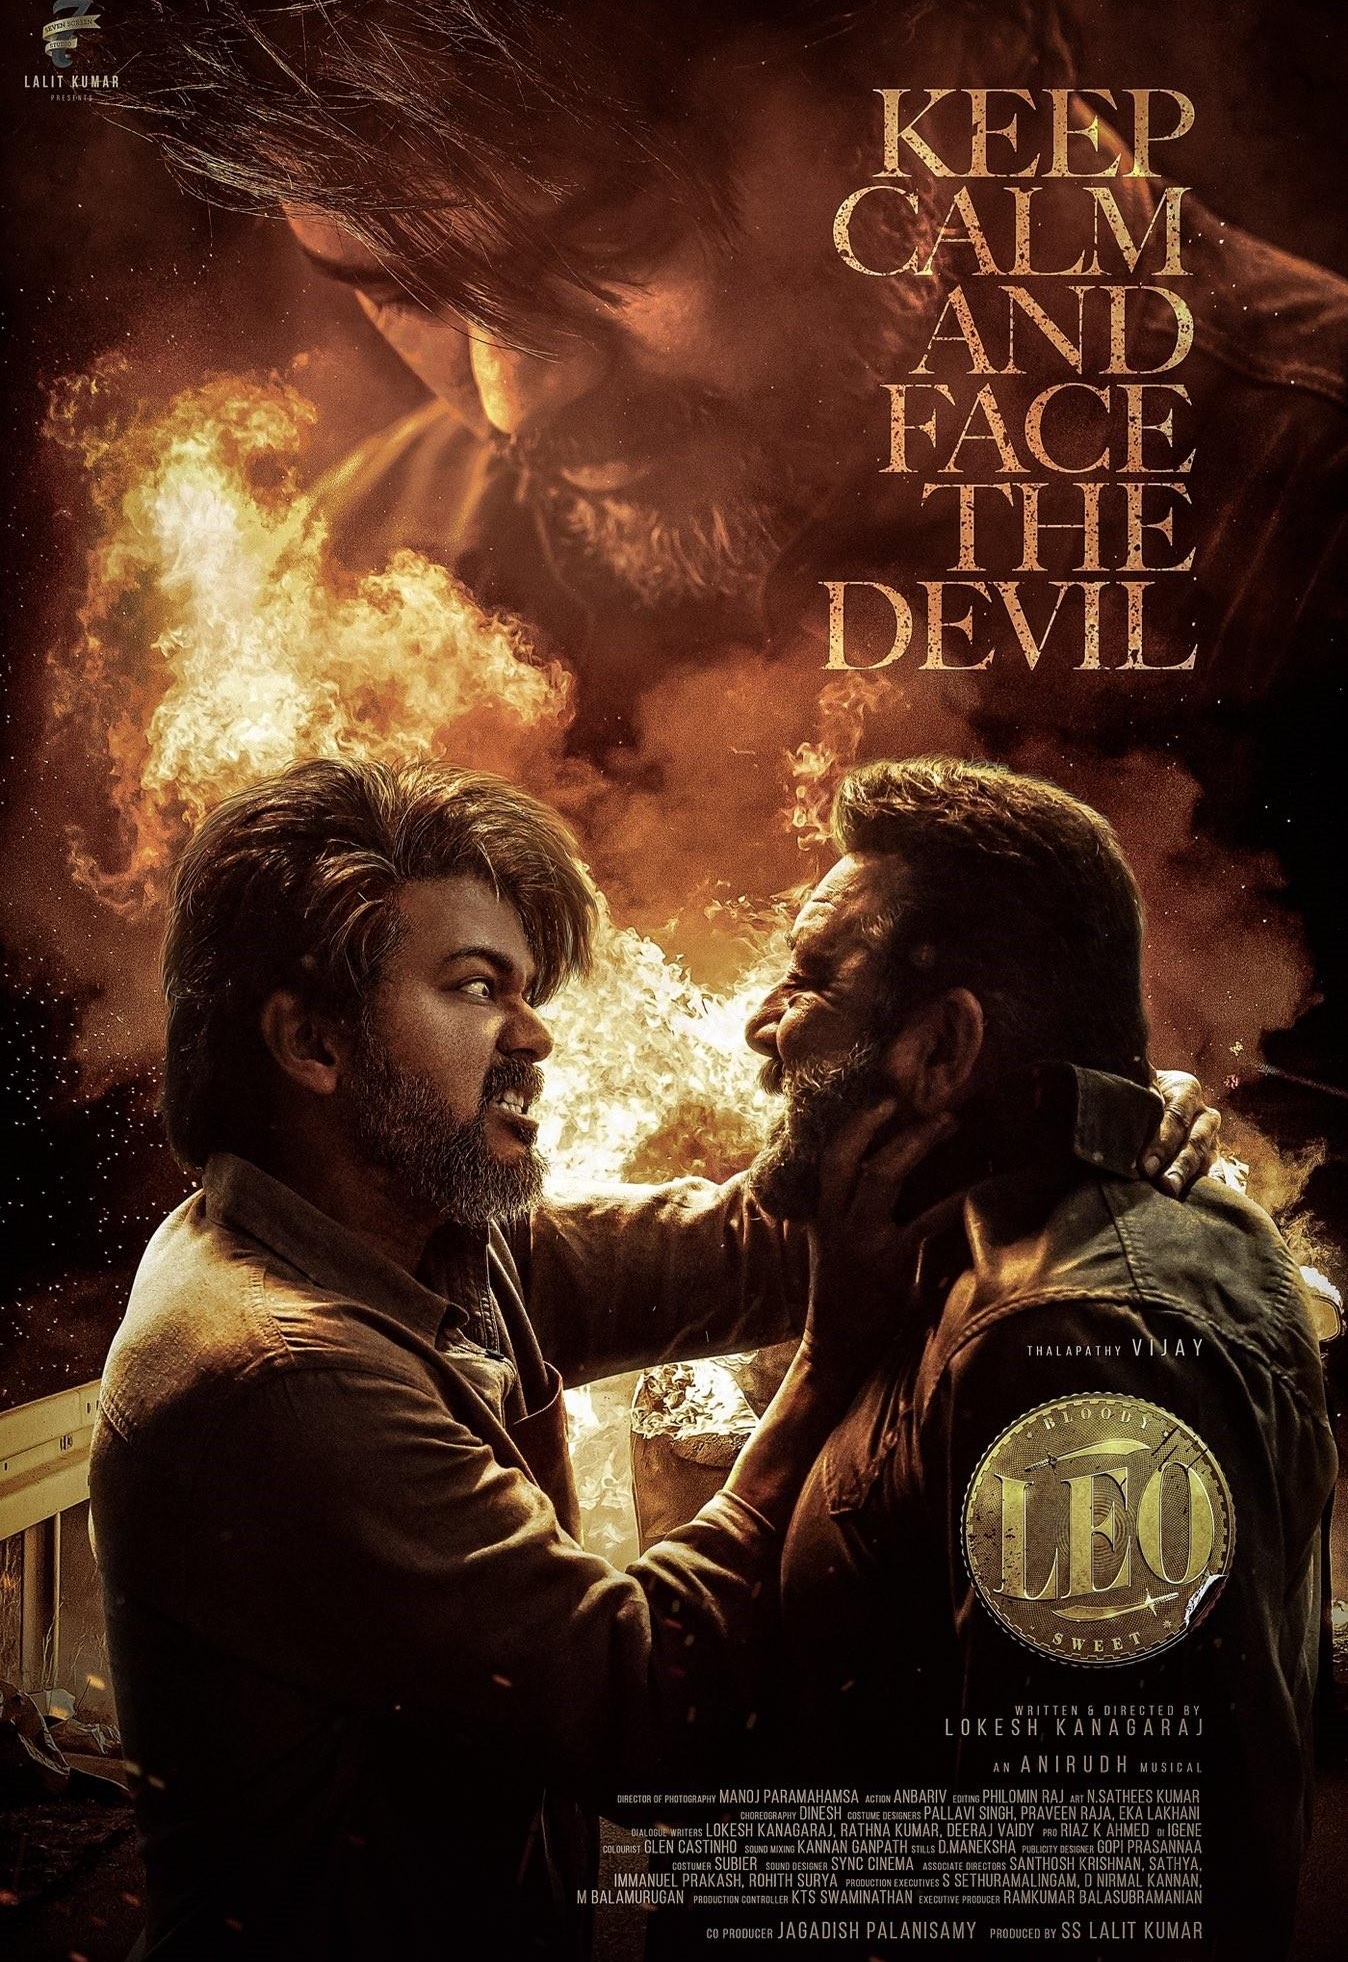 SEVEN SCREEN
STUDIO
LALIT KUMAR
PRESENTS
KEEP
CALM
AND
FACE
THE
DEVIL
THALAPATHY VIJAY
BLOODY
LEO
SWEET
WRITTEN & DIRECTED BY
LOKESH KANAGARAJ
AN ANIRUDH MUSICAL
DIRECTOR OF PHOTOGRAPHY MANOJ PARAMAHAMSA ACTION ANBARIV EDITING PHILOMIN RAJ ART N.SATHEES KUMAR
CHOREOGRAPHY DINESH COSTUME DESIGNERS PALLAVI SINGH, PRAVEEN RAJA, EKA LAKHANI
DIALOGUE WRITERS LOKESH KANAGARAJ, RATHNA KUMAR, DEERAJ VAIDY PRO RIAZ K AHMED DI IGENE
COLOURIST GLEN CASTINHO SOUND MIXING KANNAN GANPATH STILLS D.MANEKSHA PUBLICITY DESIGNER GOPI PRASANNAA
COSTUMER SUBIER SOUND DESIGNER SYNC CINEMA ASSOCIATE DIRECTORS SANTHOSH KRISHNAN, SATHYA,
IMMANUEL PRAKASH, ROHITH SURYA PRODUCTION EXECUTIVES S SETHURAMALINGAM, D NIRMAL KANNAN,
M BALAMURUGAN PRODUCTION CONTROLLER KTS SWAMINATHAN EXECUTIVE PRODUCER RAMKUMAR BALASUBRAMANIAN
CO PRODUCER JAGADISH PALANISAMY PRODUCED BY SS LALIT KUMAR